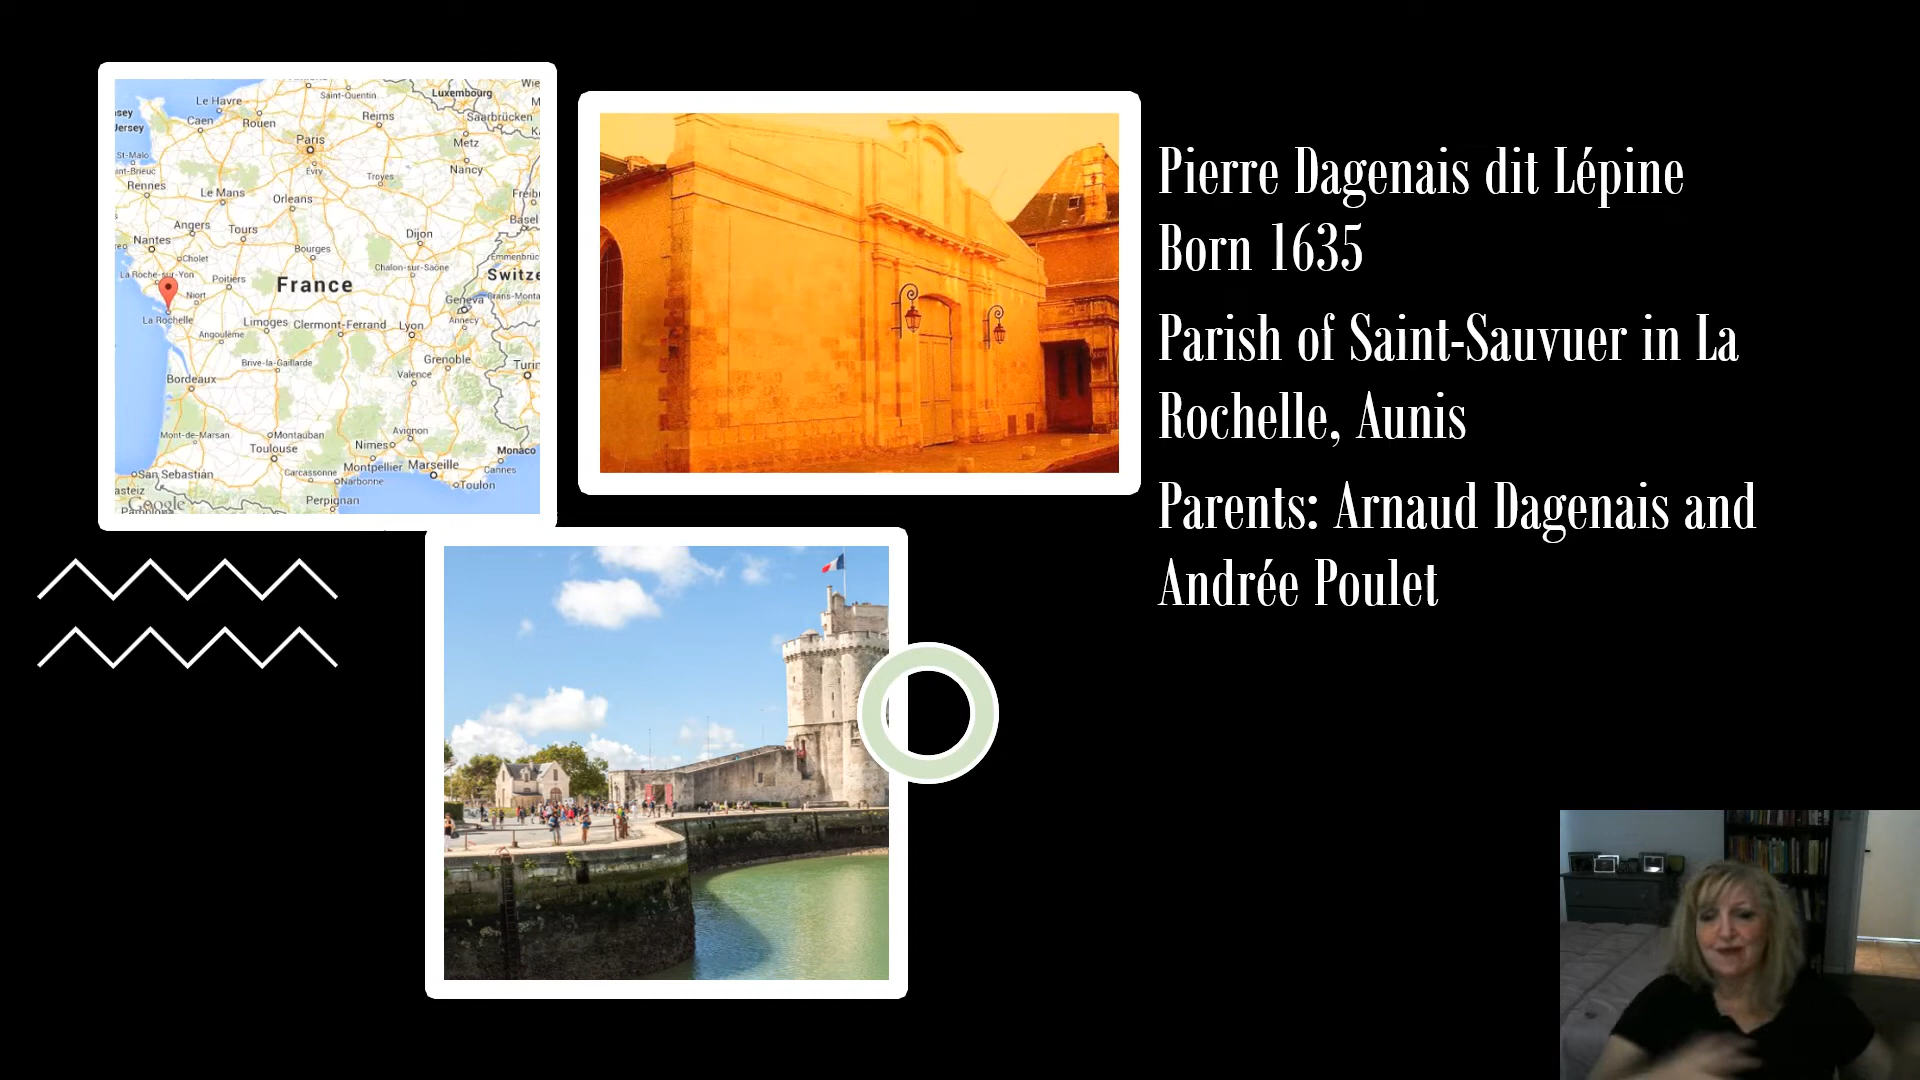 Pierre Dagenais dit Lépine
Born 1635
Parish of Saint-Sauvuer in La
Rochelle, Aunis
Parents: Arnaud Dagenais and
Andrée Poulet
Luxembourg
Saint-Quentin
Le Havre
Caen
Rouen
Reims
Saarbrücken
Jersey
Paris
Metz
St-Malo
Evry
Nancy
Rennes
Le Mans
Troyes
Orleans
Angers
Tours
Basel
Nantes
Dijon
Cholet
Bourges
La Roche-sur-Yon
Poitiers
Chalon-sur-Saône
France
Niort
Geneva
La Rochelle
Limoges
Clermont-Ferrand
Lyon
Annecy
Angoulême
Brive-la-Gaillarde
Grenoble
Valence
Bordeaux
Avignon
Mont-de-Marsan
Montauban
Toulouse
Nimes
Monaco
San Sebastián
Carcassonne
Montpellier
Marseille
Cannes
Narbonne
Toulon
Perpignan
Google